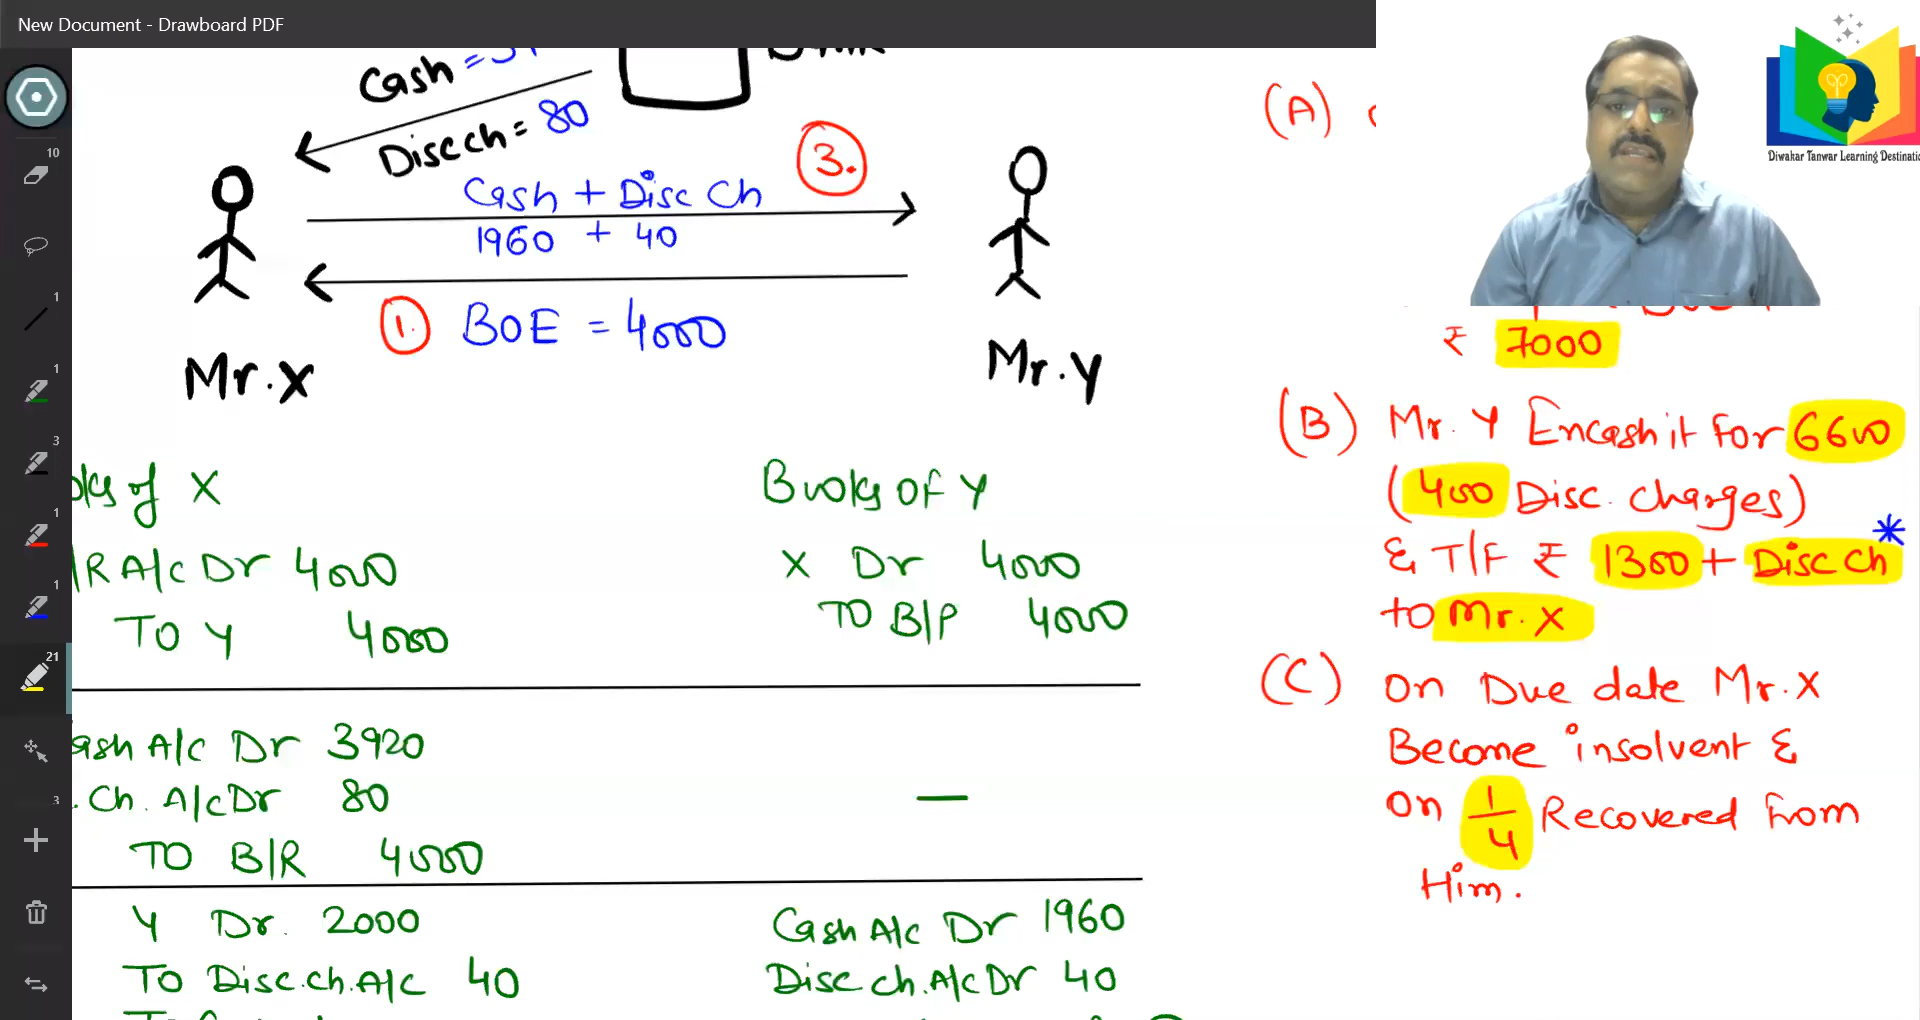 New Document - Drawboard PDF
Cash =
Disc ch = 80
3.
Cash + Disc Ch
1960 + 40
1. BOE = 4000
Mr. X
Mr. Y
(A)
Diwakar Tanwar Learning Destinatio
₹ 7000
(B) Mr. Y Encash it for 6600
(400 Disc. charges)
& T/F ₹ 1300 + Disc Ch *
to Mr. X
(C) On Due date Mr. X
Become insolvent &
on 1/4 Recovered from
Him.
of X
Books of Y
/R A/c Dr 4000
To Y 4000
X Dr 4000
To B/P 4000
ash A/c Dr 3920
. Ch. A/c Dr 80
To B/R 4000
—
Y Dr. 2000
To Disc. ch. A/c 40
Cash A/c Dr 1960
Disc ch. A/c Dr 40
10
1
1
3
1
1
21
3